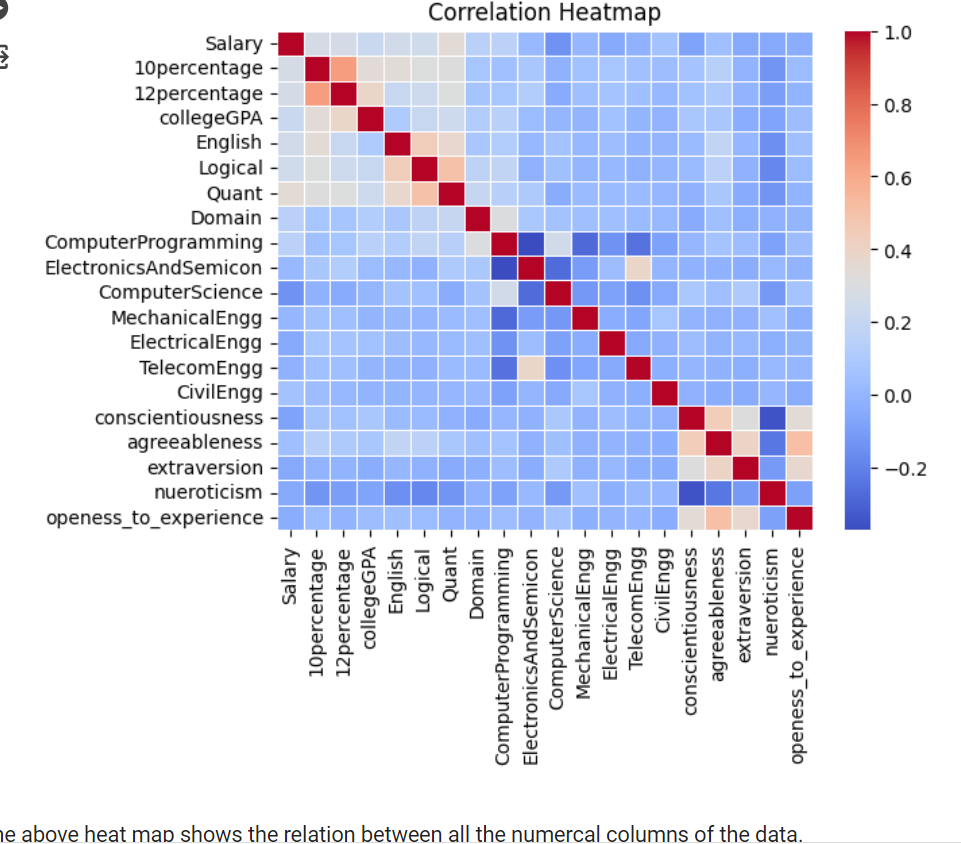 Correlation Heatmap
Salary
10percentage
12percentage
collegeGPA
English
Logical
Quant
Domain
ComputerProgramming
ElectronicsAndSemicon
ComputerScience
MechanicalEngg
ElectricalEngg
TelecomEngg
CivilEngg
conscientiousness
agreeableness
extraversion
nueroticism
openess_to_experience
Salary
10percentage
12percentage
collegeGPA
English
Logical
Quant
Domain
ComputerProgramming
ElectronicsAndSemicon
ComputerScience
MechanicalEngg
ElectricalEngg
TelecomEngg
CivilEngg
conscientiousness
agreeableness
extraversion
nueroticism
openess_to_experience
1.0
0.8
0.6
0.4
0.2
0.0
−0.2
he above heat map shows the relation between all the numercal columns of the data.